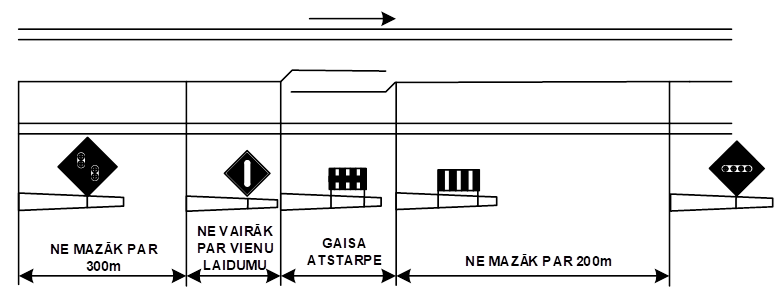 NE MAZĀK PAR
300m
NE VAIRĀK
PAR VIENU
LAIDUMU
GAISA
ATSTARPE
NE MAZĀK PAR 200m